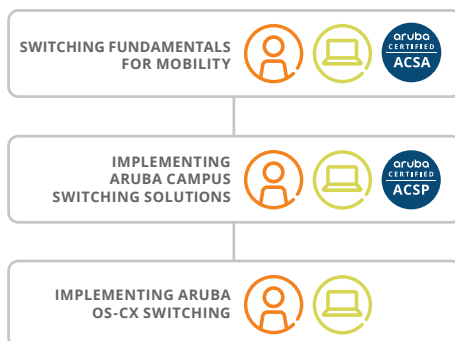 SWITCHING FUNDAMENTALS
FOR MOBILITY
aruba
CERTIFIED
ACSA
IMPLEMENTING
ARUBA CAMPUS
SWITCHING SOLUTIONS
aruba
CERTIFIED
ACSP
IMPLEMENTING ARUBA
OS-CX SWITCHING